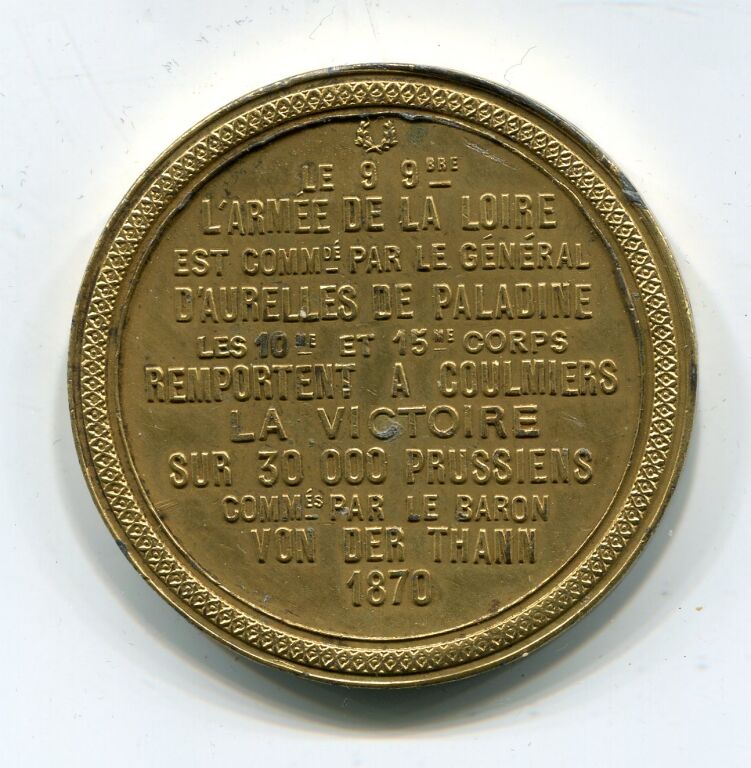 LE 9 9BRE
L'ARMÉE DE LA LOIRE
EST COMMDÉ PAR LE GÉNÉRAL
D'AURELLES DE PALADINE
LES 10ME ET 15ME CORPS
REMPORTENT A COULMIERS
LA VICTOIRE
SUR 30 000 PRUSSIENS
COMMÉS PAR LE BARON
VON DER THANN
1870